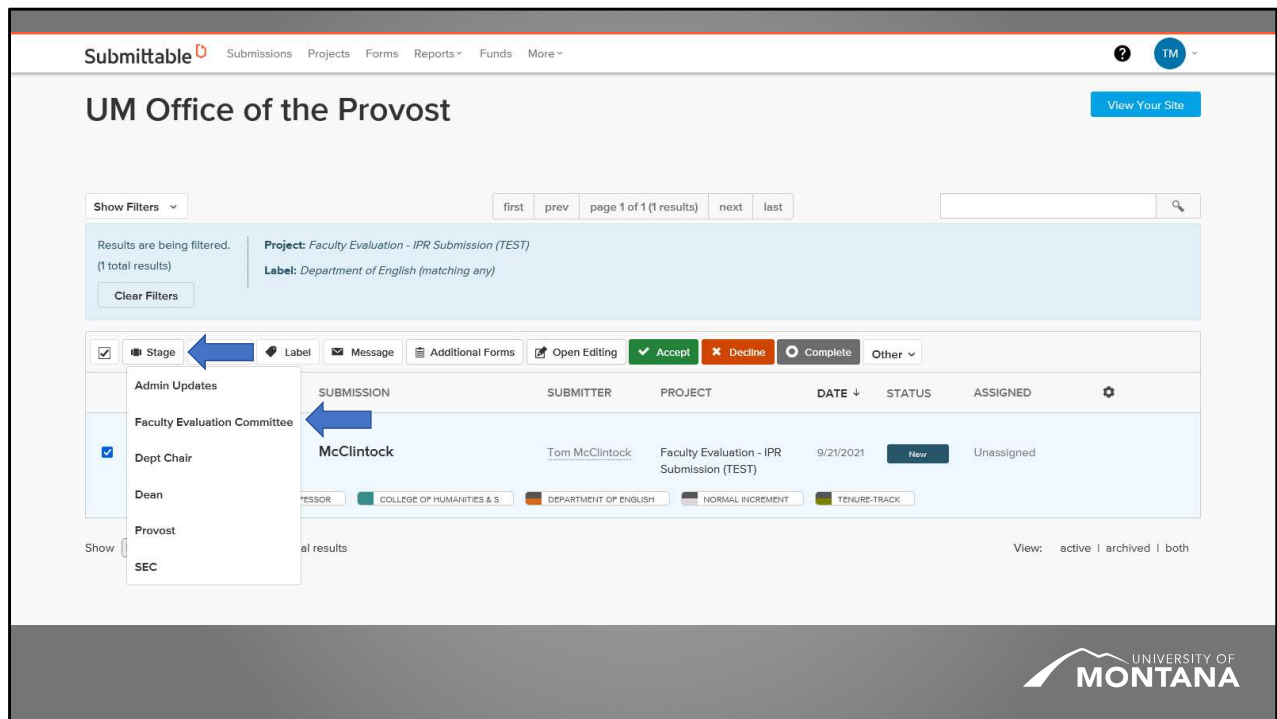 Submittable Submissions Projects Forms Reports Funds More ? TM
UM Office of the Provost
View Your Site
Show Filters first prev page 1 of 1 (1 results) next last
Results are being filtered. Project: Faculty Evaluation - IPR Submission (TEST)
(1 total results) Label: Department of English (matching any)
Clear Filters
Stage Label Message Additional Forms Open Editing Accept Decline Complete Other
Admin Updates SUBMISSION SUBMITTER PROJECT DATE ↓ STATUS ASSIGNED
Faculty Evaluation Committee
McClintock Tom McClintock Faculty Evaluation - IPR 9/21/2021 New Unassigned
Dept Chair Submission (TEST)
Dean ESSOR COLLEGE OF HUMANITIES & S DEPARTMENT OF ENGLISH NORMAL INCREMENT TENURE-TRACK
Provost
Show al results View: active | archived | both
SEC
UNIVERSITY OF
MONTANA